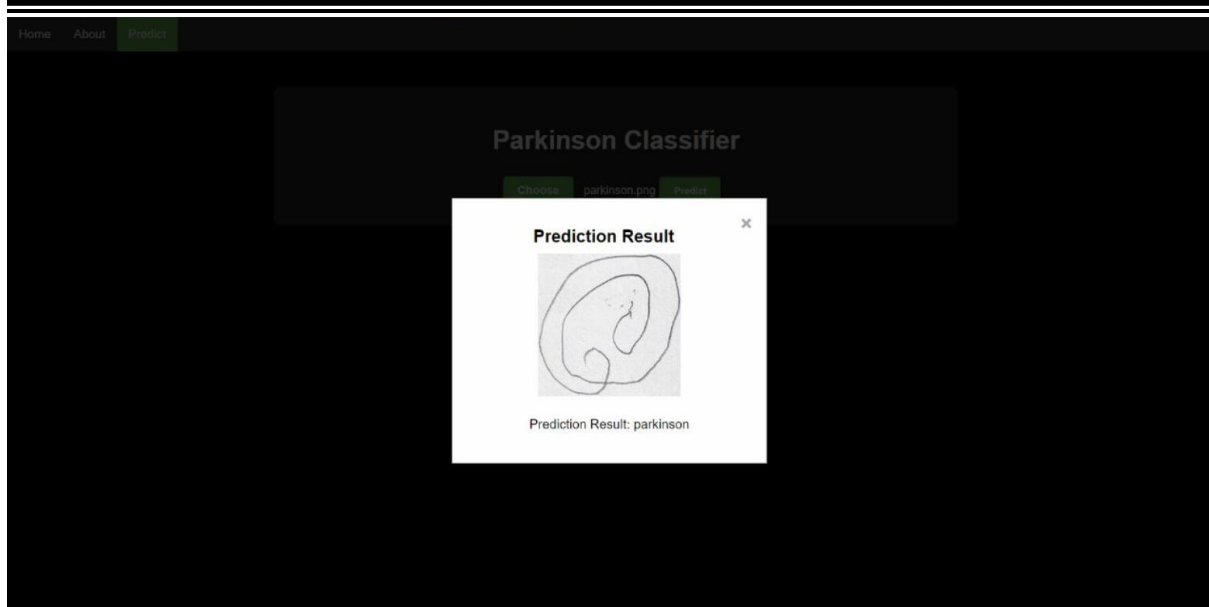 Home About Predict
Parkinson Classifier
Choose parkinson.png Predict
Prediction Result
×
Prediction Result: parkinson